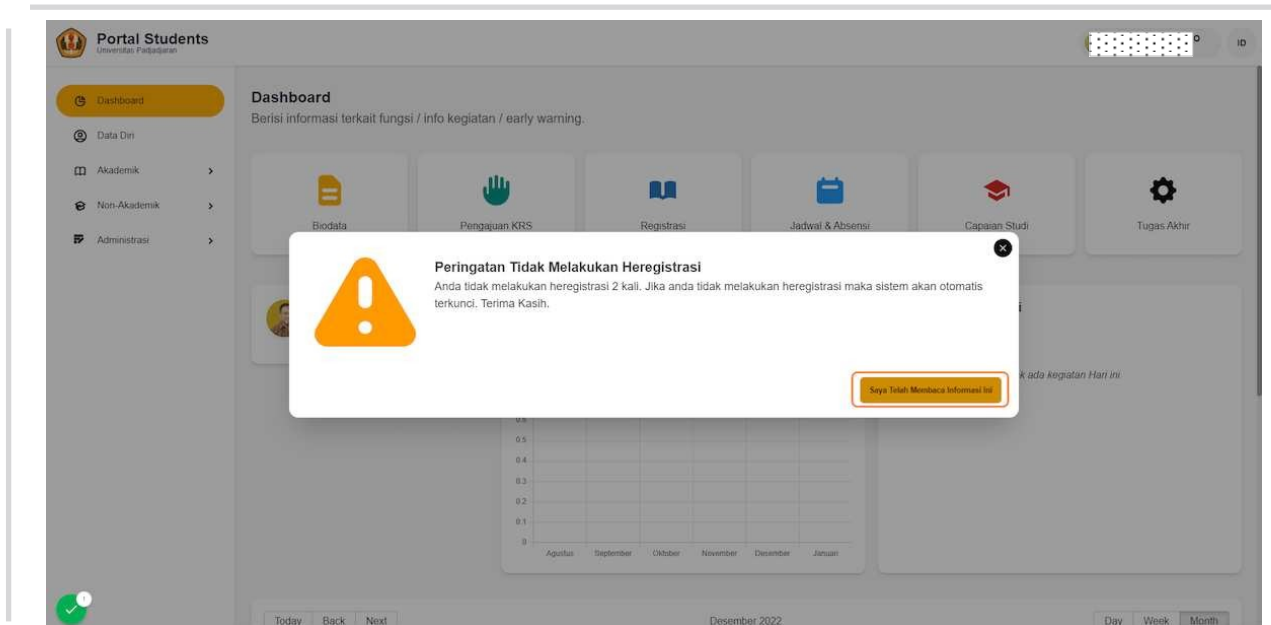 Portal Students
Universitas Padjadjaran
ID
Dashboard
Data Diri
Akademik
Non-Akademik
Administrasi
Dashboard
Berisi informasi terkait fungsi / info kegiatan / early warning.
Biodata
Pengajuan KRS
Registrasi
Jadwal & Absensi
Capaian Studi
Tugas Akhir
Peringatan Tidak Melakukan Heregistrasi
Anda tidak melakukan heregistrasi 2 kali. Jika anda tidak melakukan heregistrasi maka sistem akan otomatis
terkunci. Terima Kasih.
Saya Telah Membaca Informasi Ini
ada kegiatan Hari ini
0.6
0.5
0.4
0.3
0.2
0.1
0
Agustus September Oktober November Desember Januari
Today Back Next
Desember 2022
Day Week Month